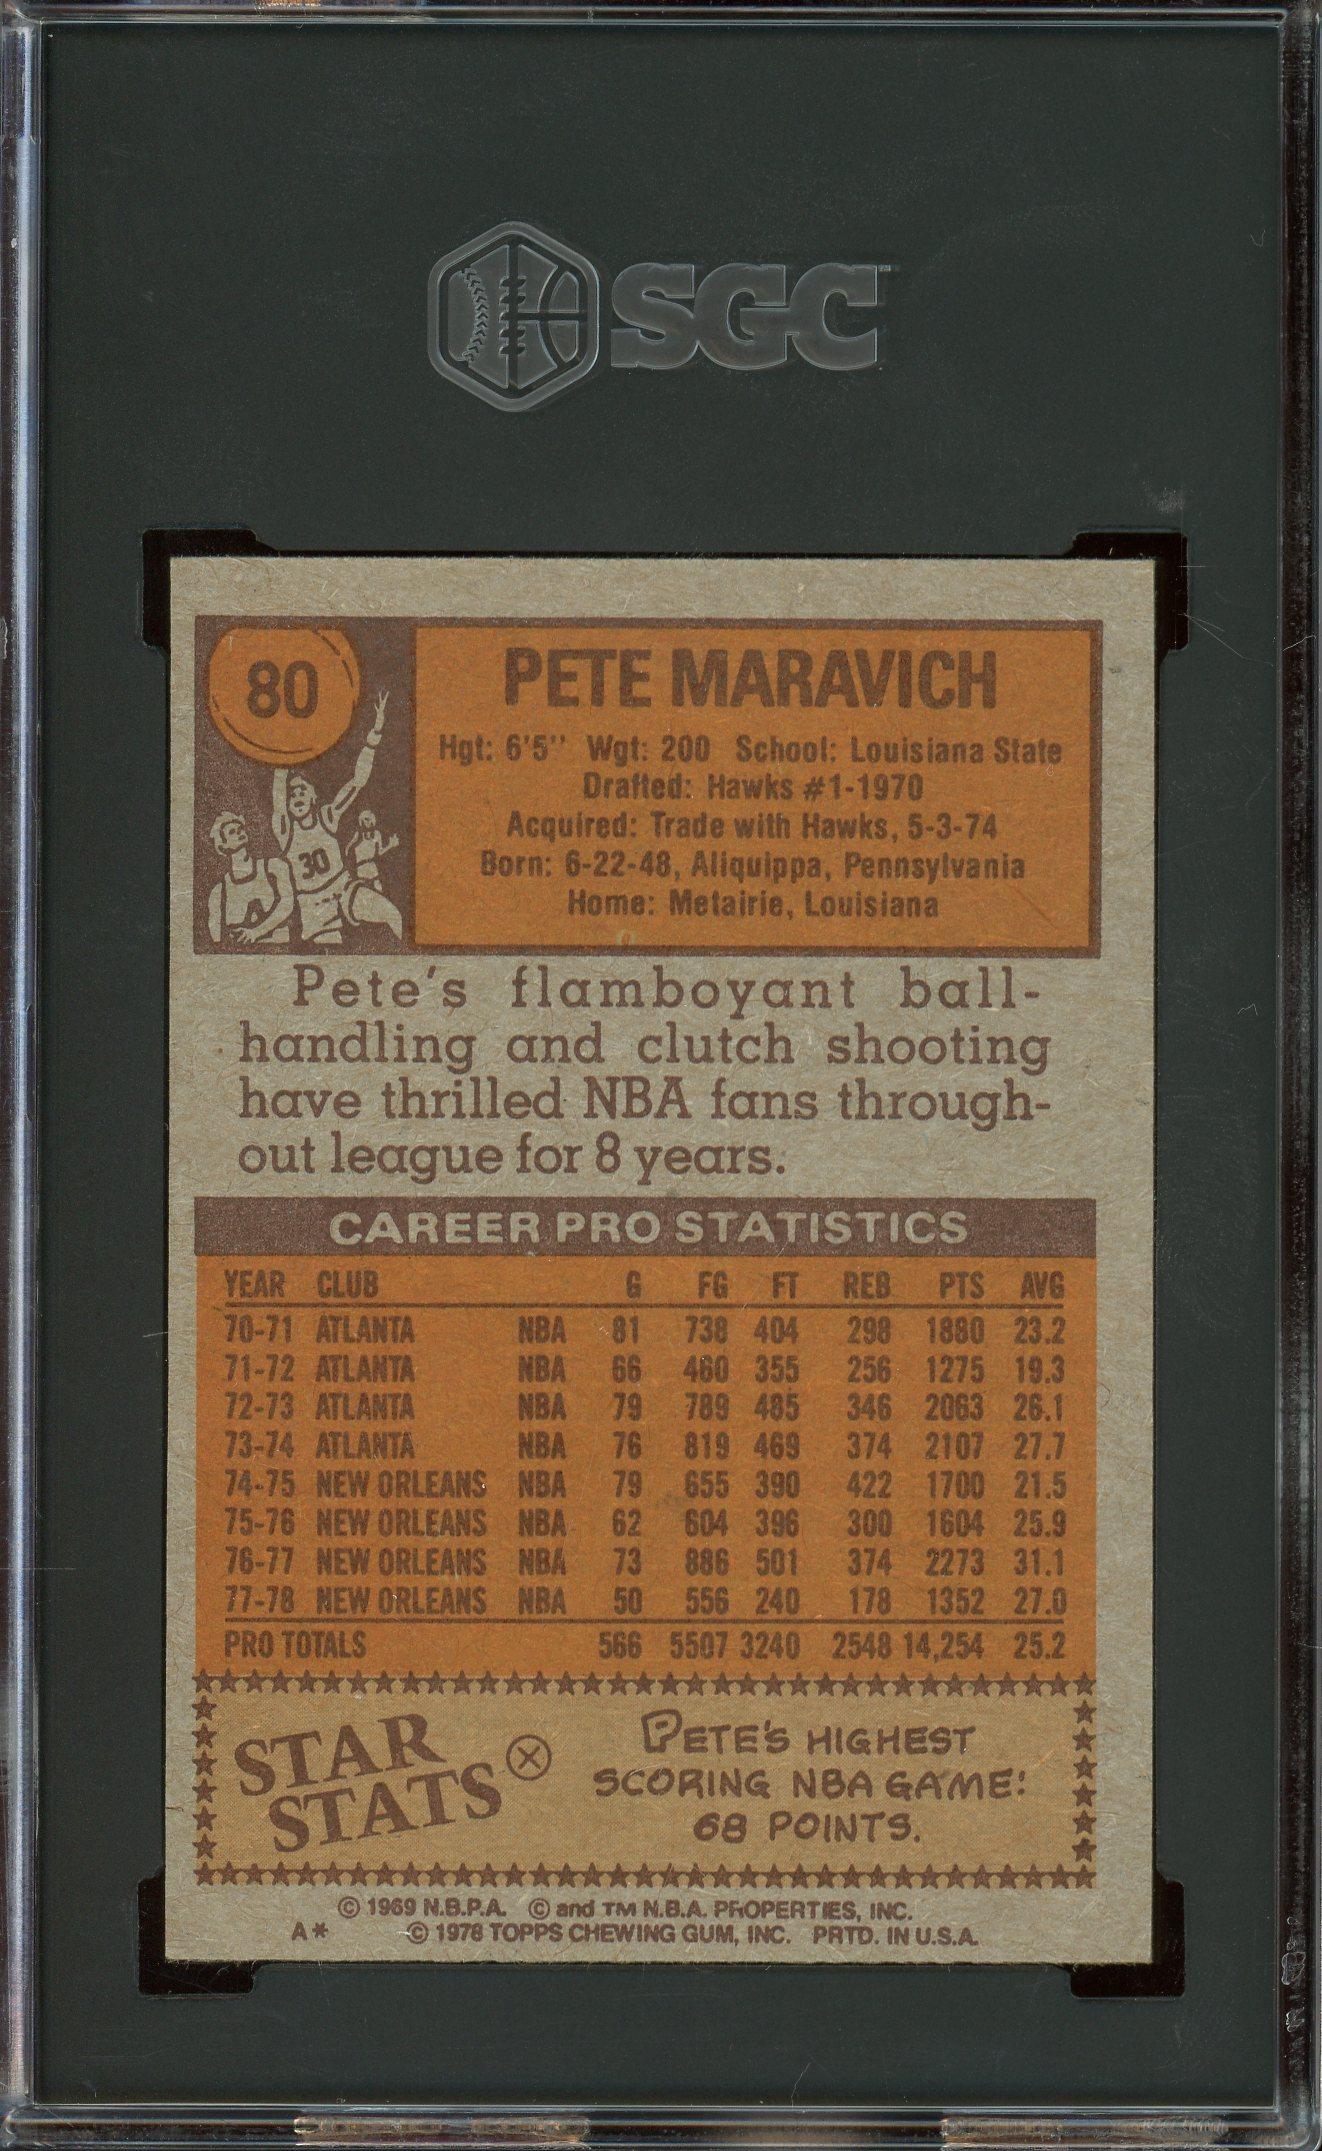 SGC
80
PETE MARAVICH
Hgt: 6'5" Wgt: 200 School: Louisiana State
Drafted: Hawks #1-1970
Acquired: Trade with Hawks, 5-3-74
Born: 6-22-48, Aliquippa, Pennsylvania
Home: Metairie, Louisiana
30
Pete's flamboyant ball-
handling and clutch shooting
have thrilled NBA fans through-
out league for 8 years.
CAREER PRO STATISTICS
YEAR CLUB G FG FT REB PTS AVG
70-71 ATLANTA NBA 81 738 404 298 1880 23.2
71-72 ATLANTA NBA 66 460 355 256 1275 19.3
72-73 ATLANTA NBA 79 789 485 346 2063 26.1
73-74 ATLANTA NBA 76 819 469 374 2107 27.7
74-75 NEW ORLEANS NBA 79 655 390 422 1700 21.5
75-76 NEW ORLEANS NBA 62 604 396 300 1604 25.9
76-77 NEW ORLEANS NBA 73 886 501 374 2273 31.1
77-78 NEW ORLEANS NBA 50 556 240 178 1352 27.0
PRO TOTALS 566 5507 3240 2548 14,254 25.2
STAR
STATS
PETE'S HIGHEST
SCORING NBA GAME:
68 POINTS.
© 1969 N.B.P.A. © and TM N.B.A. PROPERTIES, INC.
A* © 1978 TOPPS CHEWING GUM, INC. PRTD. IN U.S.A.